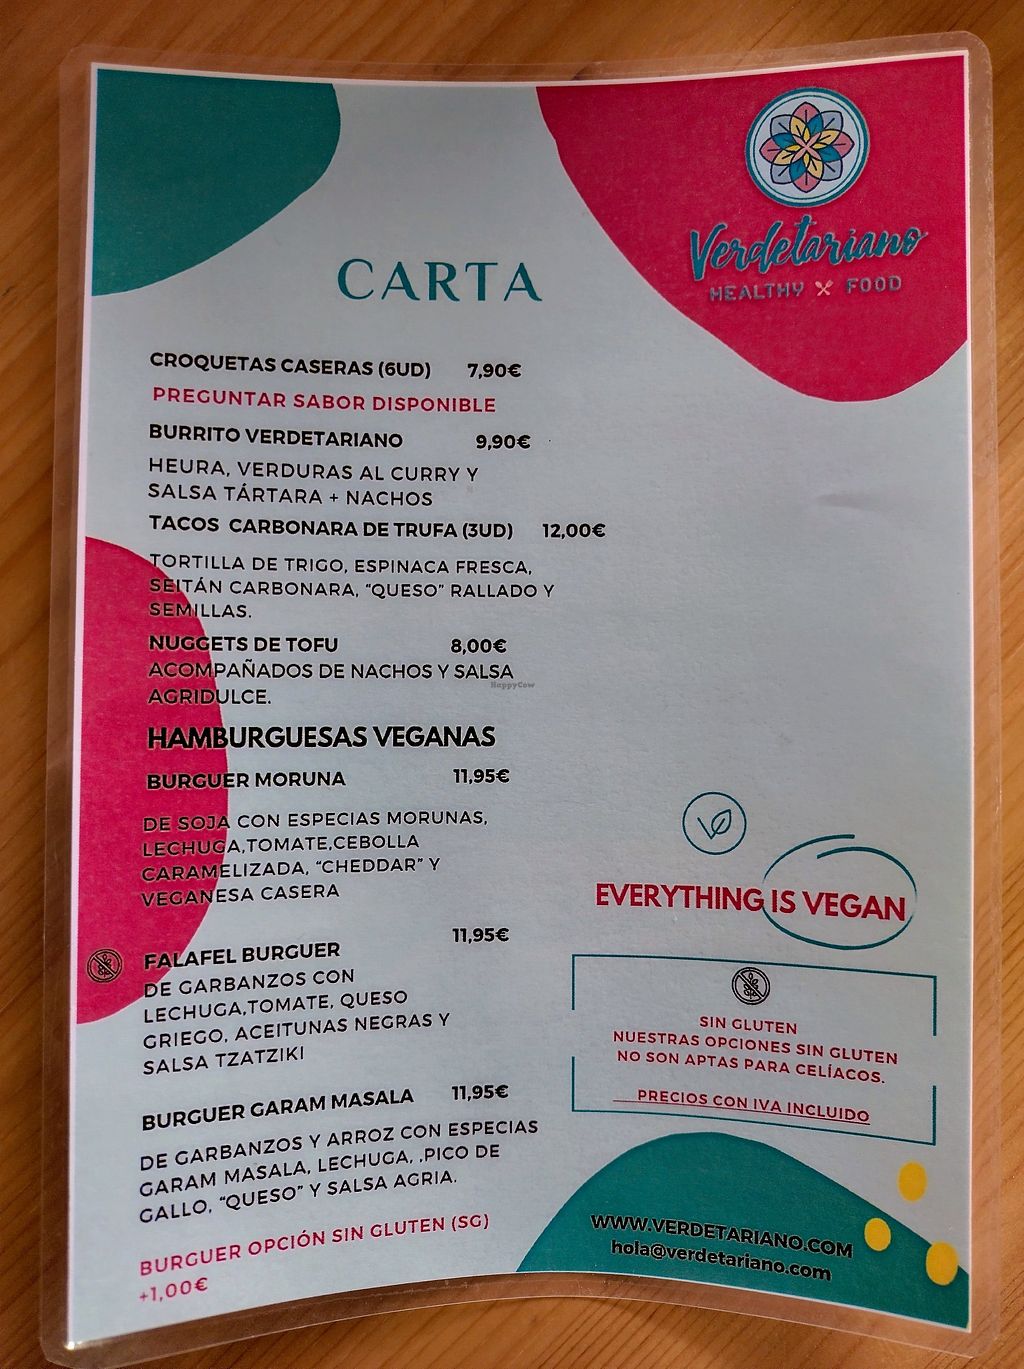 Verdetariano
HEALTHY FOOD
CARTA
CROQUETAS CASERAS (6UD) 7,90€
PREGUNTAR SABOR DISPONIBLE
BURRITO VERDETARIANO 9,90€
HEURA, VERDURAS AL CURRY Y
SALSA TÁRTARA + NACHOS
TACOS CARBONARA DE TRUFA (3UD) 12,00€
TORTILLA DE TRIGO, ESPINACA FRESCA,
SEITÁN CARBONARA, "QUESO" RALLADO Y
SEMILLAS.
NUGGETS DE TOFU 8,00€
ACOMPAÑADOS DE NACHOS Y SALSA
AGRIDULCE.
HappyCow
HAMBURGUESAS VEGANAS
BURGUER MORUNA 11,95€
DE SOJA CON ESPECIAS MORUNAS,
LECHUGA,TOMATE,CEBOLLA
CARAMELIZADA, "CHEDDAR" Y
VEGANESA CASERA
FALAFEL BURGUER 11,95€
DE GARBANZOS CON
LECHUGA,TOMATE, QUESO
GRIEGO, ACEITUNAS NEGRAS Y
SALSA TZATZIKI
BURGUER GARAM MASALA 11,95€
DE GARBANZOS Y ARROZ CON ESPECIAS
GARAM MASALA, LECHUGA, ,PICO DE
GALLO, "QUESO" Y SALSA AGRIA.
BURGUER OPCIÓN SIN GLUTEN (SG)
+1,00€
EVERYTHING IS VEGAN
SIN GLUTEN
NUESTRAS OPCIONES SIN GLUTEN
NO SON APTAS PARA CELÍACOS.
PRECIOS CON IVA INCLUIDO
WWW.VERDETARIANO.COM
hola@verdetariano.com